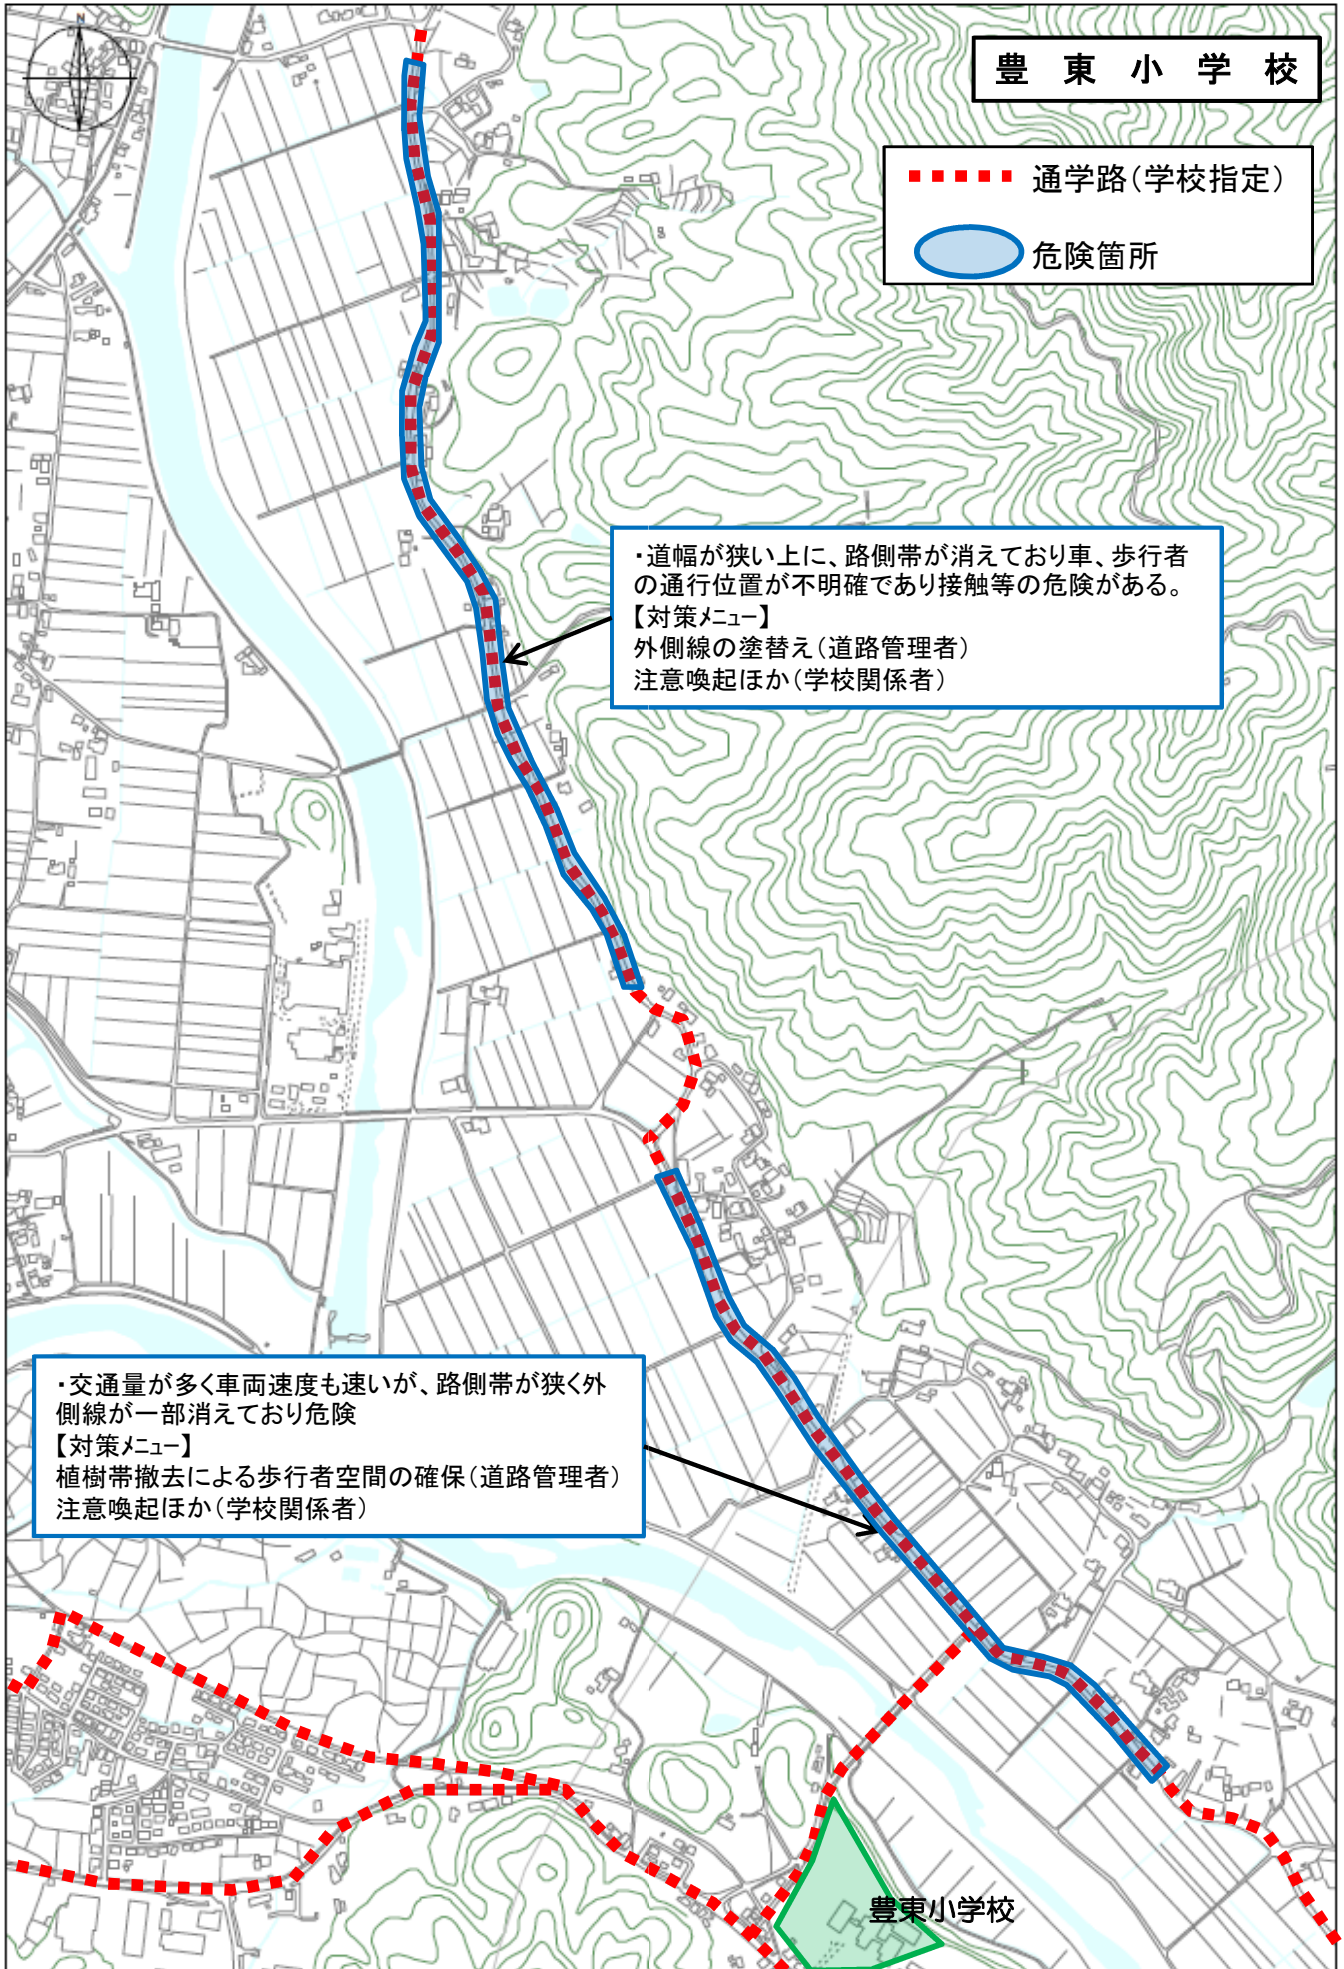 N
豊東小学校
通学路(学校指定)
危険箇所
・道幅が狭い上に、路側帯が消えており車、歩行者
の通行位置が不明確であり接触等の危険がある。
【対策メニュー】
外側線の塗替え(道路管理者)
注意喚起ほか(学校関係者)
・交通量が多く車両速度も速いが、路側帯が狭く外
側線が一部消えており危険
【対策メニュー】
植樹帯撤去による歩行者空間の確保(道路管理者)
注意喚起ほか(学校関係者)
豊東小学校